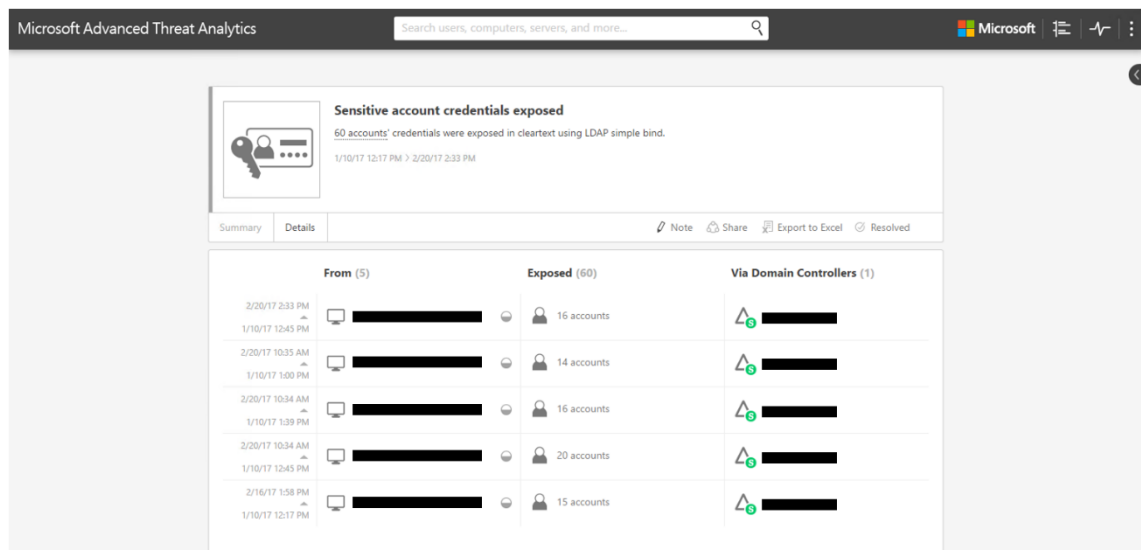 Microsoft Advanced Threat Analytics
Search users, computers, servers, and more...
Microsoft
Sensitive account credentials exposed
60 accounts' credentials were exposed in cleartext using LDAP simple bind.
1/10/17 12:17 PM > 2/20/17 2:33 PM
Summary Details Note Share Export to Excel Resolved
From (5) Exposed (60) Via Domain Controllers (1)
2/20/17 2:33 PM
16 accounts
S
1/10/17 12:45 PM
2/20/17 10:35 AM
14 accounts
S
1/10/17 1:00 PM
2/20/17 10:34 AM
16 accounts
S
1/10/17 1:39 PM
2/20/17 10:34 AM
20 accounts
S
1/10/17 12:45 PM
2/16/17 1:58 PM
15 accounts
S
1/10/17 12:17 PM